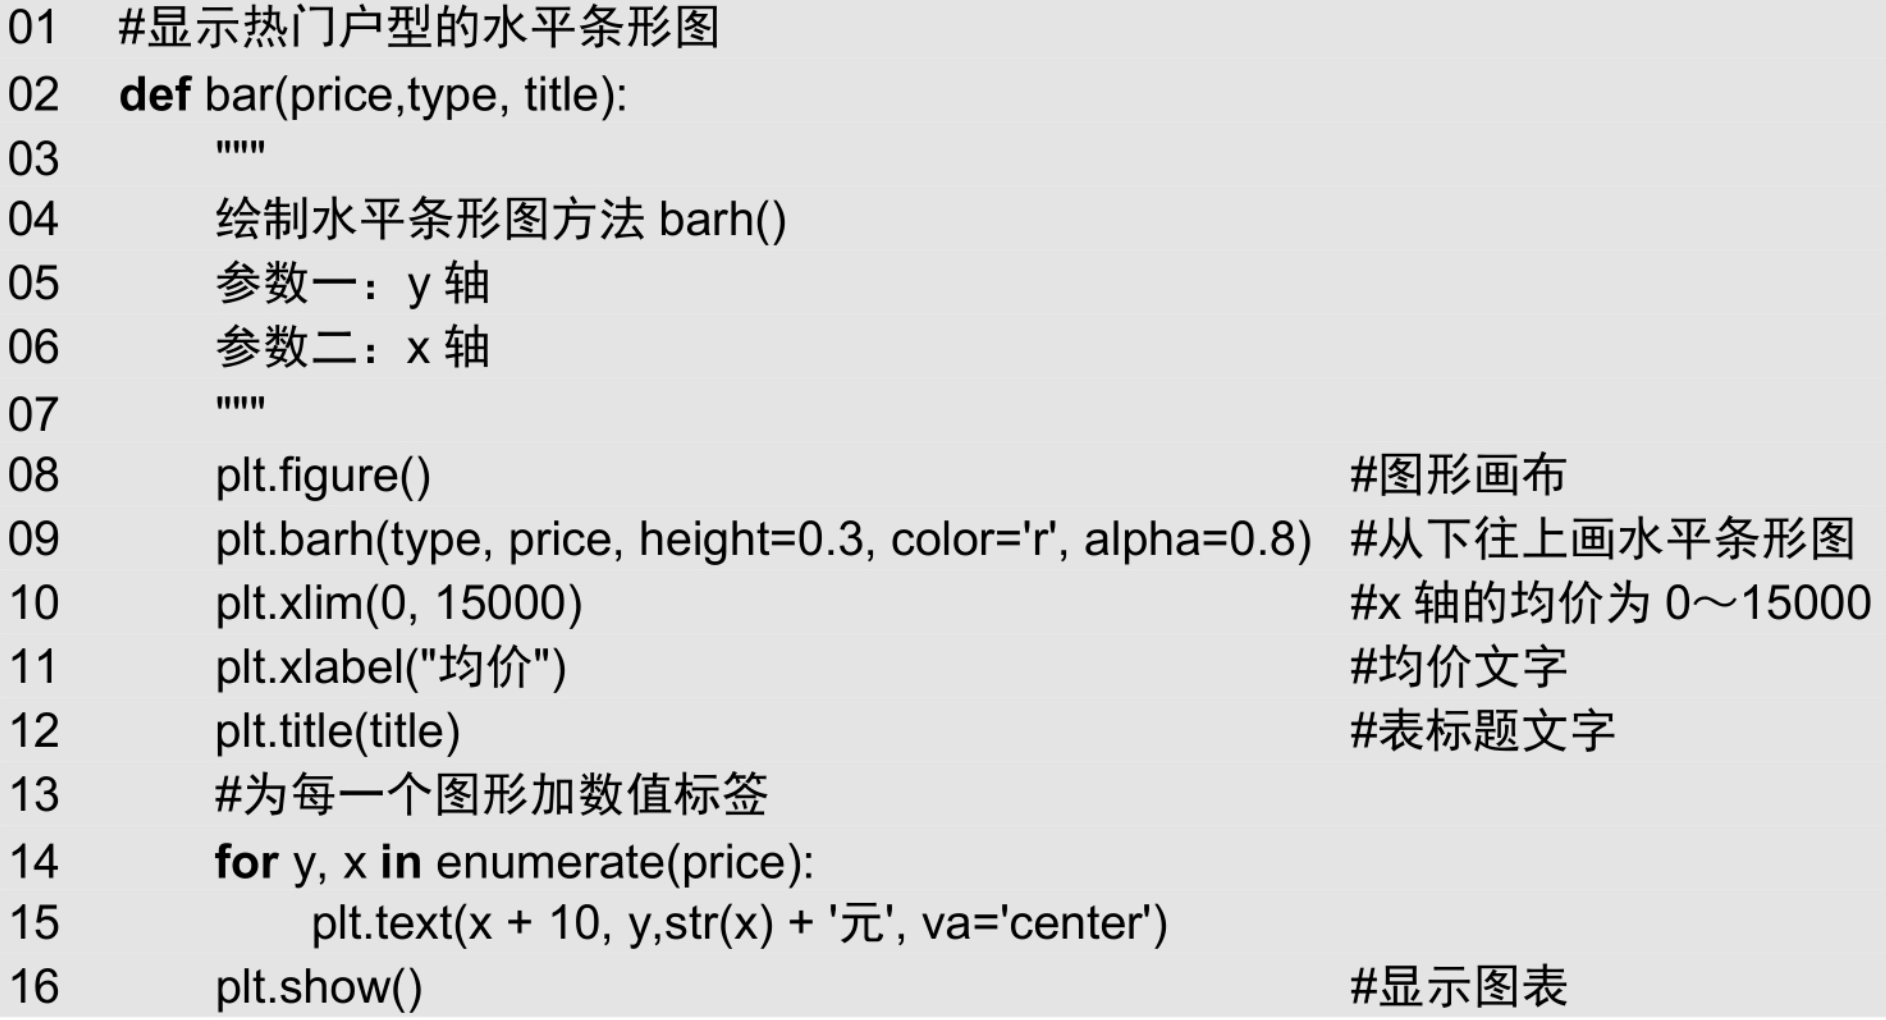 01 #显示热门户型的水平条形图
02 def bar(price,type, title):
03 """
04 绘制水平条形图方法 barh()
05 参数一：y 轴
06 参数二：x 轴
07 """
08 plt.figure() #图形画布
09 plt.barh(type, price, height=0.3, color='r', alpha=0.8) #从下往上画水平条形图
10 plt.xlim(0, 15000) #x 轴的均价为 0～15000
11 plt.xlabel("均价") #均价文字
12 plt.title(title) #表标题文字
13 #为每一个图形加数值标签
14 for y, x in enumerate(price):
15 plt.text(x + 10, y,str(x) + '元', va='center')
16 plt.show() #显示图表